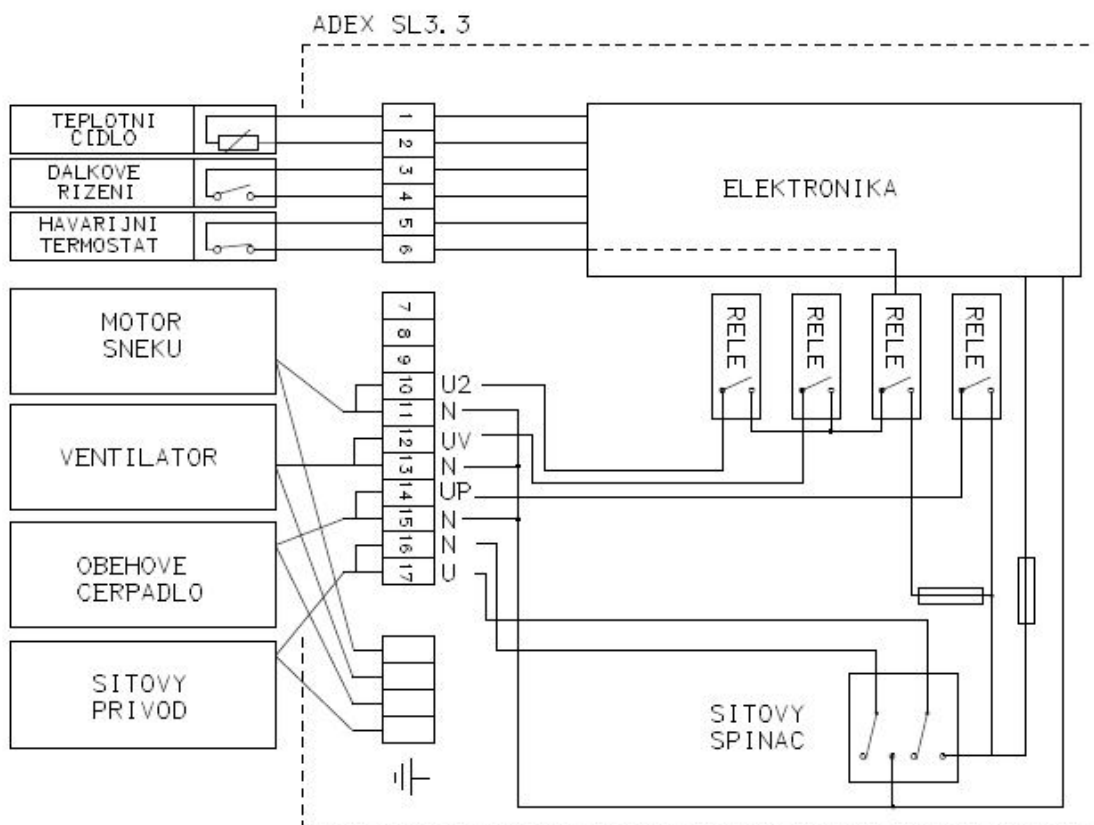 ADEX SL3.3
TEPLOTNI
CIDLO
DALKOVE
RIZENI
HAVARIJNI
TERMOSTAT
1
2
3
4
5
6
ELEKTRONIKA
RELE
RELE
RELE
RELE
MOTOR
SNEKU
VENTILATOR
OBEHOVE
CERPADLO
SITOVY
PRIVOD
7
8
9
10 U2
11 N
12 UV
13 N
14 UP
15 N
16 N
17 U
SITOVY
SPINAC